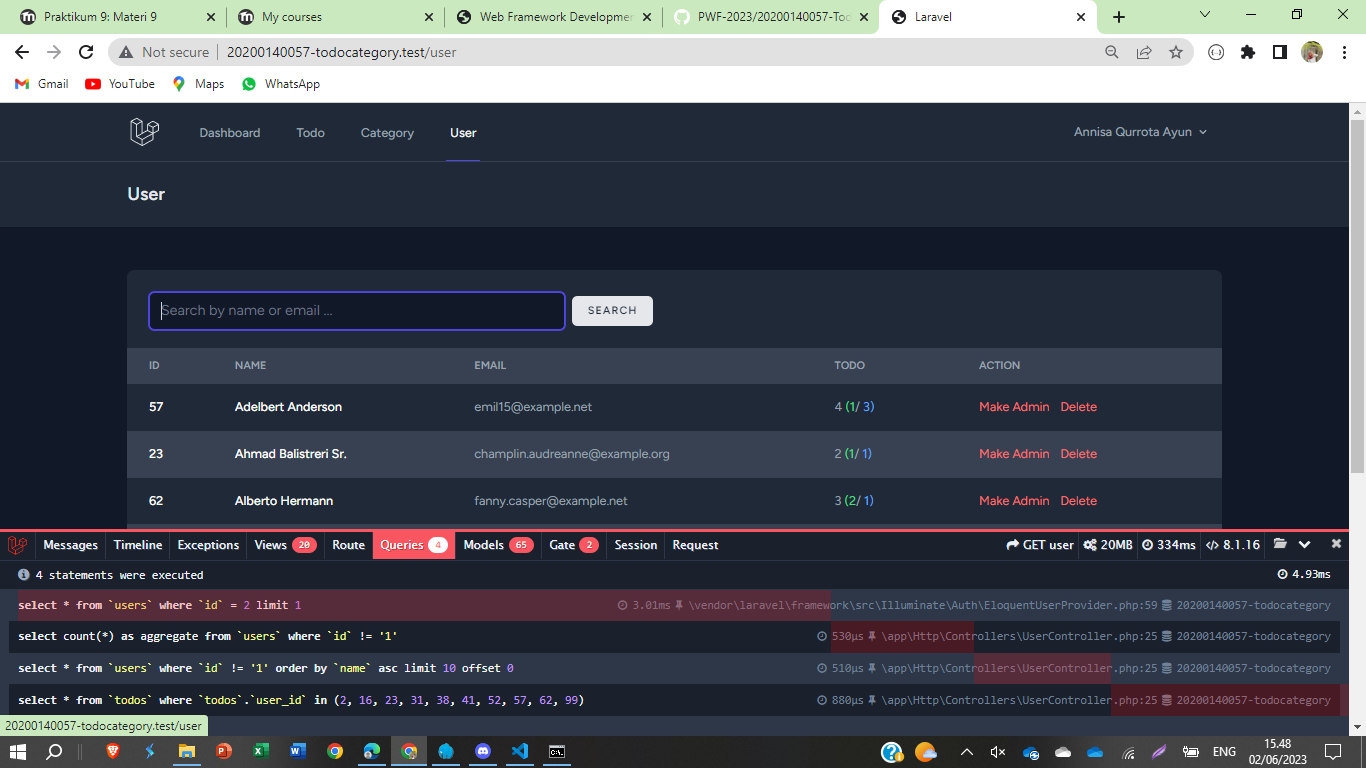 Praktikum 9: Materi 9
My courses
Web Framework Developmen
PWF-2023/20200140057-Tod
Laravel
Not secure 20200140057-todocategory.test/user
Gmail YouTube Maps WhatsApp
Dashboard Todo Category User Annisa Qurrota Ayun
User
Search by name or email ... SEARCH
ID NAME EMAIL TODO ACTION
57 Adelbert Anderson emil15@example.net 4 (1/ 3) Make Admin Delete
23 Ahmad Balistreri Sr. champlin.audreanne@example.org 2 (1/ 1) Make Admin Delete
62 Alberto Hermann fanny.casper@example.net 3 (2/ 1) Make Admin Delete
Messages Timeline Exceptions Views 20 Route Queries 4 Models 65 Gate 2 Session Request GET user 20MB 334ms 8.1.16
4 statements were executed 4.93ms
select * from `users` where `id` = 2 limit 1 3.01ms \vendor\laravel\framework\src\Illuminate\Auth\EloquentUserProvider.php:59 20200140057-todocategory
select count(*) as aggregate from `users` where `id` != '1' 530μs \app\Http\Controllers\UserController.php:25 20200140057-todocategory
select * from `users` where `id` != '1' order by `name` asc limit 10 offset 0 510μs \app\Http\Controllers\UserController.php:25 20200140057-todocategory
select * from `todos` where `todos`.`user_id` in (2, 16, 23, 31, 38, 41, 52, 57, 62, 99) 880μs \app\Http\Controllers\UserController.php:25 20200140057-todocategory
20200140057-todocategory.test/user
ENG 15.48
02/06/2023